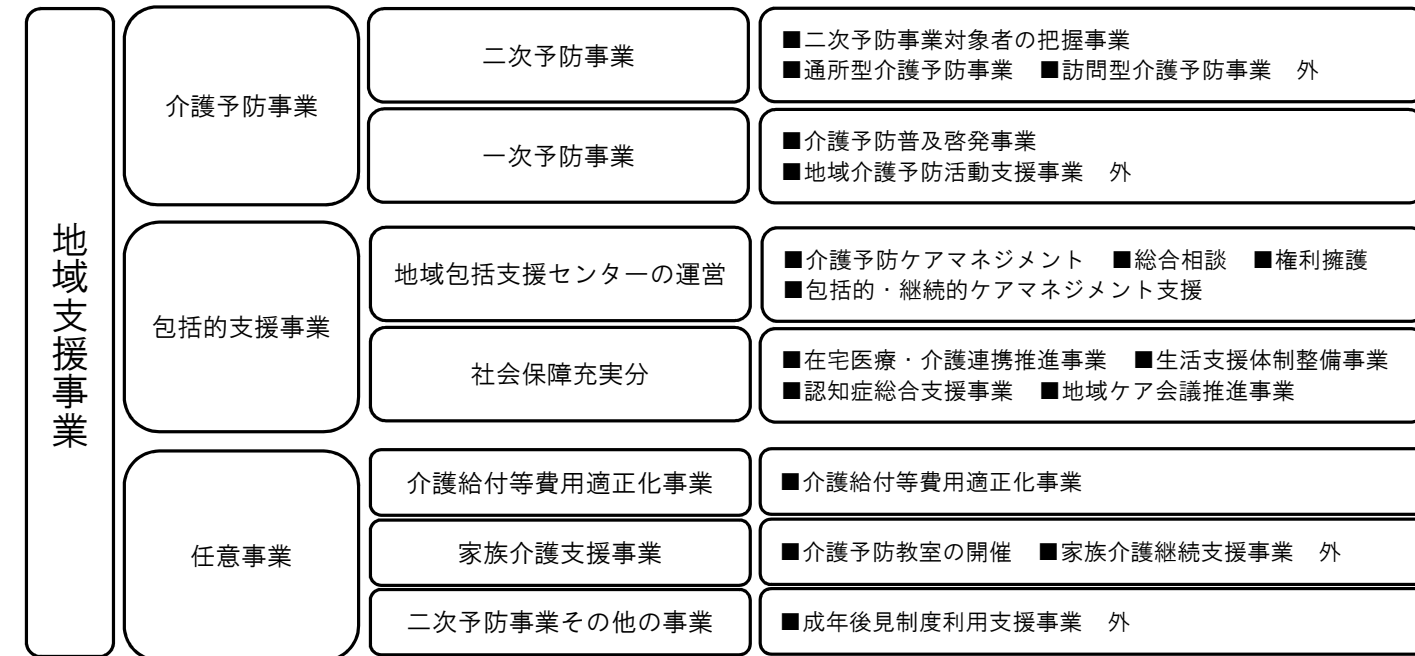 地域支援事業
介護予防事業
二次予防事業
■二次予防事業対象者の把握事業
■通所型介護予防事業　■訪問型介護予防事業　外
一次予防事業
■介護予防普及啓発事業
■地域介護予防活動支援事業　外
包括的支援事業
地域包括支援センターの運営
■介護予防ケアマネジメント　■総合相談　■権利擁護
■包括的・継続的ケアマネジメント支援
社会保障充実分
■在宅医療・介護連携推進事業　■生活支援体制整備事業
■認知症総合支援事業　■地域ケア会議推進事業
任意事業
介護給付等費用適正化事業
■介護給付等費用適正化事業
家族介護支援事業
■介護予防教室の開催　■家族介護継続支援事業　外
二次予防事業その他の事業
■成年後見制度利用支援事業　外